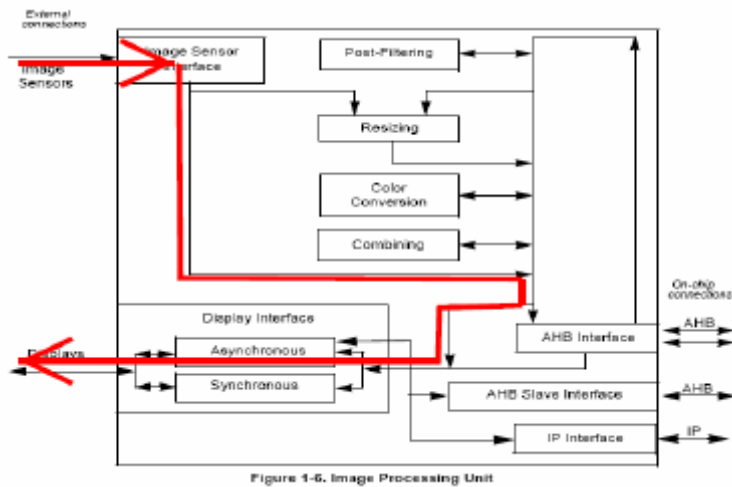 External
connections
Image
Sensors
Image Sensor
Interface
Post-Filtering
Resizing
Color
Conversion
Combining
On-chip
connections
Display Interface
Displays
Asynchronous
Synchronous
AHB Interface
AHB
AHB Slave Interface
AHB
IP Interface
IP
Figure 1-6. Image Processing Unit